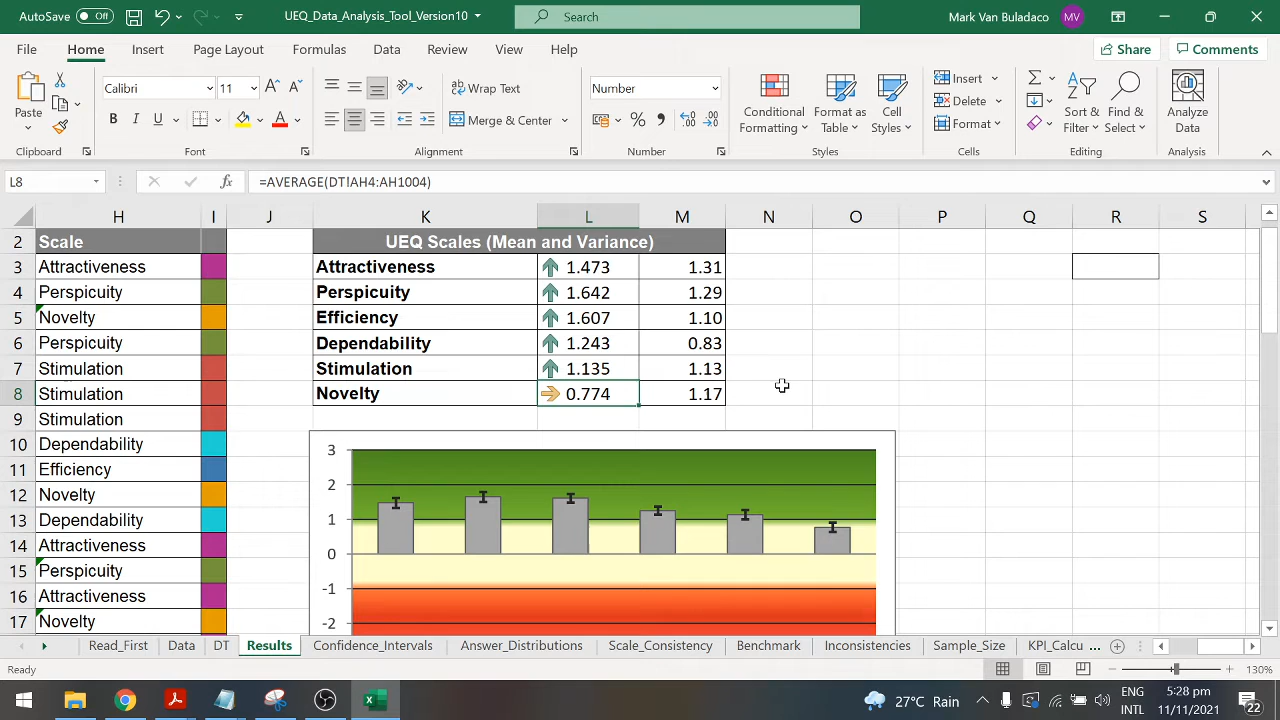 AutoSave Off UEQ_Data_Analysis_Tool_Version10 Search Mark Van Buladaco MV
File Home Insert Page Layout Formulas Data Review View Help Share Comments
Paste Calibri 11 Wrap Text Merge & Center Number Conditional Formatting Format as Table Cell Styles Insert Delete Format Sort & Filter Find & Select Analyze Data
Clipboard Font Alignment Number Styles Cells Editing Analysis
L8 =AVERAGE(DT!AH4:AH1004)
H I J K L M N O P Q R S
2 Scale UEQ Scales (Mean and Variance)
3 Attractiveness Attractiveness 1.473 1.31
4 Perspicuity Perspicuity 1.642 1.29
5 Novelty Efficiency 1.607 1.10
6 Perspicuity Dependability 1.243 0.83
7 Stimulation Stimulation 1.135 1.13
8 Stimulation Novelty 0.774 1.17
9 Stimulation
10 Dependability
11 Efficiency
12 Novelty
13 Dependability
14 Attractiveness
15 Perspicuity
16 Attractiveness
17 Novelty
3
2
1
0
-1
-2
Read_First Data DT Results Confidence_Intervals Answer_Distributions Scale_Consistency Benchmark Inconsistencies Sample_Size KPI_Calcu ...
Ready 130%
27°C Rain ENG INTL 5:28 pm 11/11/2021 22